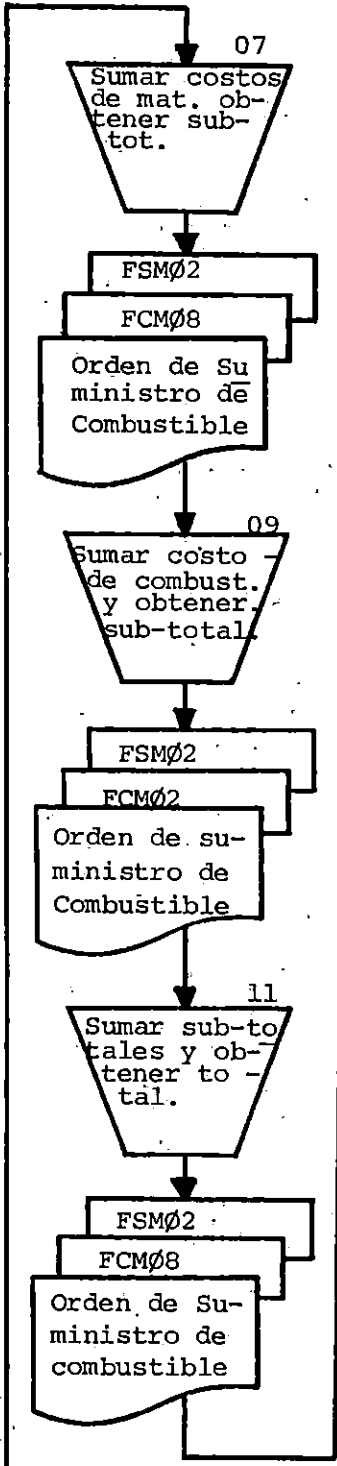 07
Sumar costos
de mat. ob-
tener sub-
tot.
FSMØ2
FCMØ8
Orden de Su
ministro de
Combustible
09
Sumar costo -
de combust.
y obtener.
sub-total.
FSMØ2
FCMØ2
Orden de su-
ministro de
Combustible
11
Sumar sub-to
tales y ob-
tener to -
tal.
FSMØ2
FCMØ8
Orden de Su-
ministro de
combustible